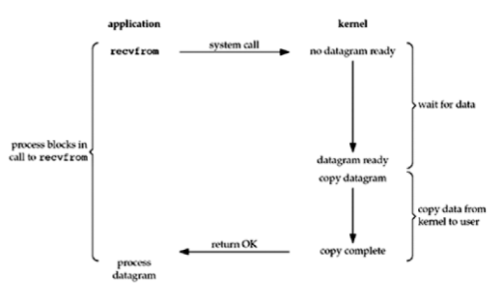 application
kernel
recvfrom
system call
no datagram ready
wait for data
process blocks in
call to recvfrom
datagram ready
copy datagram
copy data from
kernel to user
return OK
copy complete
process
datagram